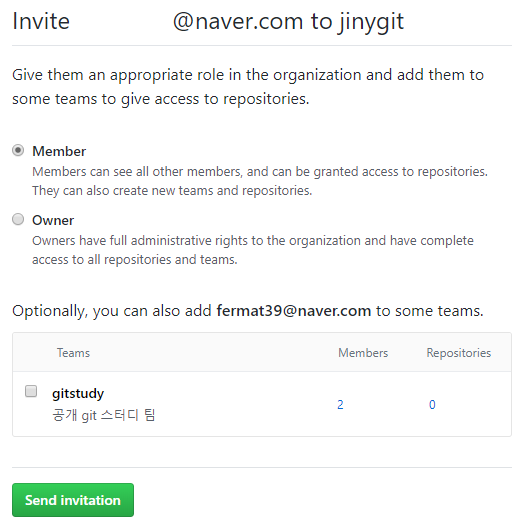 Invite @naver.com to jinygit
Give them an appropriate role in the organization and add them to
some teams to give access to repositories.
Member
Members can see all other members, and can be granted access to repositories.
They can also create new teams and repositories.
Owner
Owners have full administrative rights to the organization and have complete
access to all repositories and teams.
Optionally, you can also add fermat39@naver.com to some teams.
Teams Members Repositories
gitstudy 2 0
공개 git 스터디 팀
Send invitation